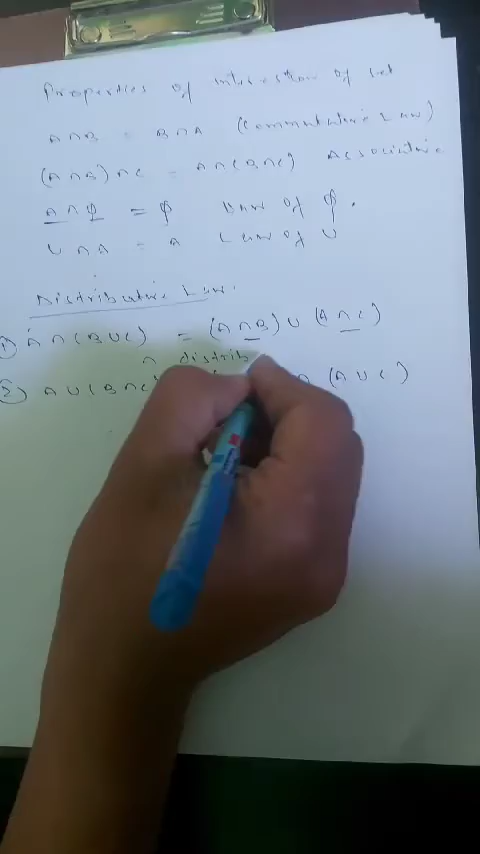 Properties of intersection of set
A ∩ B = B ∩ A (Commutative Law)
(A ∩ B) ∩ C = A ∩ (B ∩ C) Associative
A ∩ φ = φ Law of φ.
U ∩ A = A Law of U
Distributive Law.
① A ∩ (B ∪ C) = (A ∩ B) ∪ (A ∩ C)
∩ distrib
② A ∪ (B ∩ C ∩ (A ∪ C)